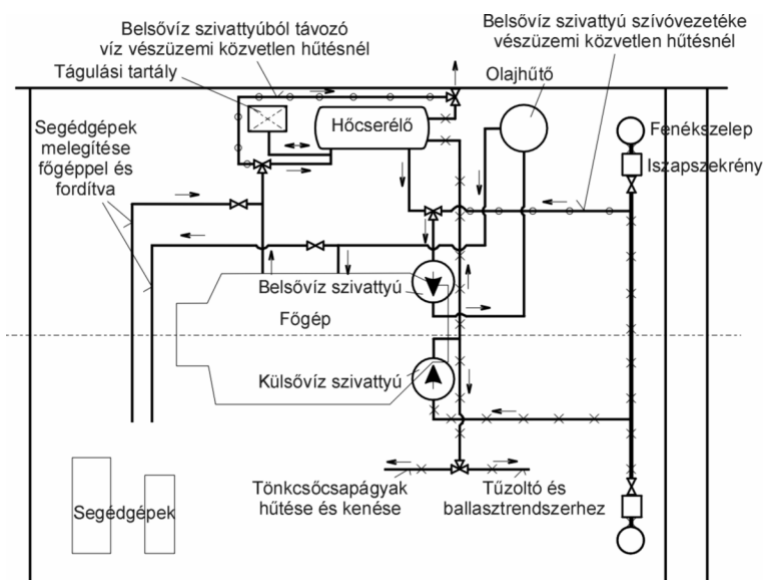 Belsővíz szivattyúból távozó
víz vészüzemi közvetlen hűtésnél
Tágulási tartály
Belsővíz szivattyú szívóvezetéke
vészüzemi közvetlen hűtésnél
Olajhűtő
Segédgépek
melegítése
főgéppel és
fordítva
Hőcserélő
Fenékszelep
Iszapszekrény
Belsővíz szivattyú
Főgép
Külsővíz szivattyú
Tönkcsőcsapágyak
hűtése és kenése
Tűzoltó és
ballasztrendszerhez
Segédgépek